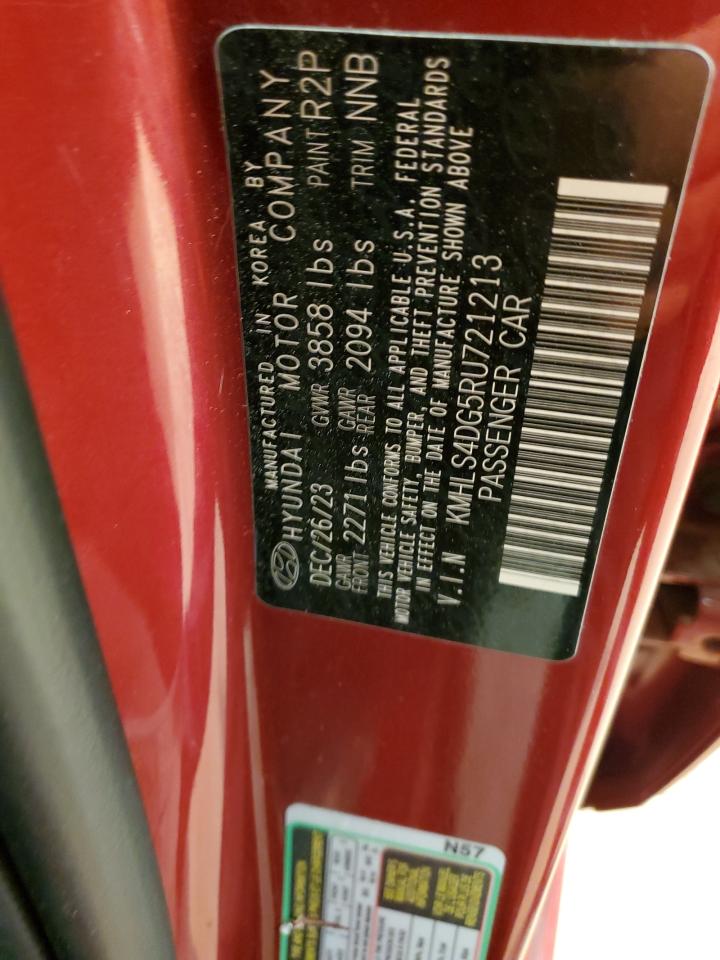 MANUFACTURED IN KOREA BY
HYUNDAI MOTOR COMPANY
DEC/26/23 GVWR 3858 lbs PAINT R2P
GAWR FRONT 2271 lbs GAWR REAR 2094 lbs TRIM NNB
THIS VEHICLE CONFORMS TO ALL APPLICABLE U.S.A. FEDERAL
MOTOR VEHICLE SAFETY, BUMPER, AND THEFT PREVENTION STANDARDS
IN EFFECT ON THE DATE OF MANUFACTURE SHOWN ABOVE
V.I.N KMHLS4DG5RU721213
PASSENGER CAR
N57